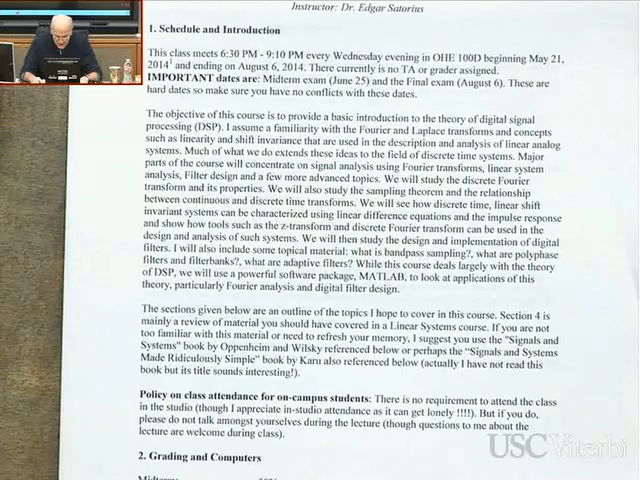 Instructor: Dr. Edgar Satorius
1. Schedule and Introduction
This class meets 6:30 PM - 9:10 PM every Wednesday evening in OHE 100D beginning May 21,
2014¹ and ending on August 6, 2014. There currently is no TA or grader assigned.
IMPORTANT dates are: Midterm exam (June 25) and the Final exam (August 6). These are
hard dates so make sure you have no conflicts with these dates.
The objective of this course is to provide a basic introduction to the theory of digital signal
processing (DSP). I assume a familiarity with the Fourier and Laplace transforms and concepts
such as linearity and shift invariance that are used in the description and analysis of linear analog
systems. Much of what we do extends these ideas to the field of discrete time systems. Major
parts of the course will concentrate on signal analysis using Fourier transforms, linear system
analysis, Filter design and a few more advanced topics. We will study the discrete Fourier
transform and its properties. We will also study the sampling theorem and the relationship
between continuous and discrete time transforms. We will see how discrete time, linear shift
invariant systems can be characterized using linear difference equations and the impulse response
and show how tools such as the z-transform and discrete Fourier transform can be used in the
design and analysis of such systems. We will then study the design and implementation of digital
filters. I will also include some topical material: what is bandpass sampling?, what are polyphase
filters and filterbanks?, what are adaptive filters? While this course deals largely with the theory
of DSP, we will use a powerful software package, MATLAB, to look at applications of this
theory, particularly Fourier analysis and digital filter design.
The sections given below are an outline of the topics I hope to cover in this course. Section 4 is
mainly a review of material you should have covered in a Linear Systems course. If you are not
too familiar with this material or need to refresh your memory, I suggest you use the "Signals and
Systems" book by Oppenheim and Wilsky referenced below or perhaps the "Signals and Systems
Made Ridiculously Simple" book by Karu also referenced below (actually I have not read this
book but its title sounds interesting!).
Policy on class attendance for on-campus students: There is no requirement to attend the class
in the studio (though I appreciate in-studio attendance as it can get lonely !!!!). But if you do,
please do not talk amongst yourselves during the lecture (though questions to me about the
lecture are welcome during class).
USC Viterbi
2. Grading and Computers